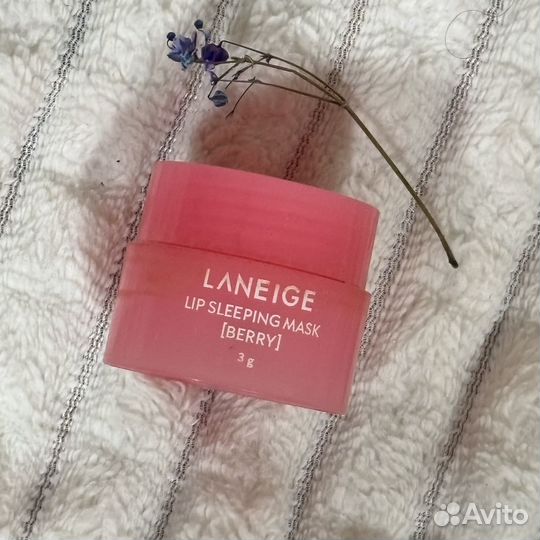 LANEIGE
LIP SLEEPING MASK
[BERRY]
3 g
Avito